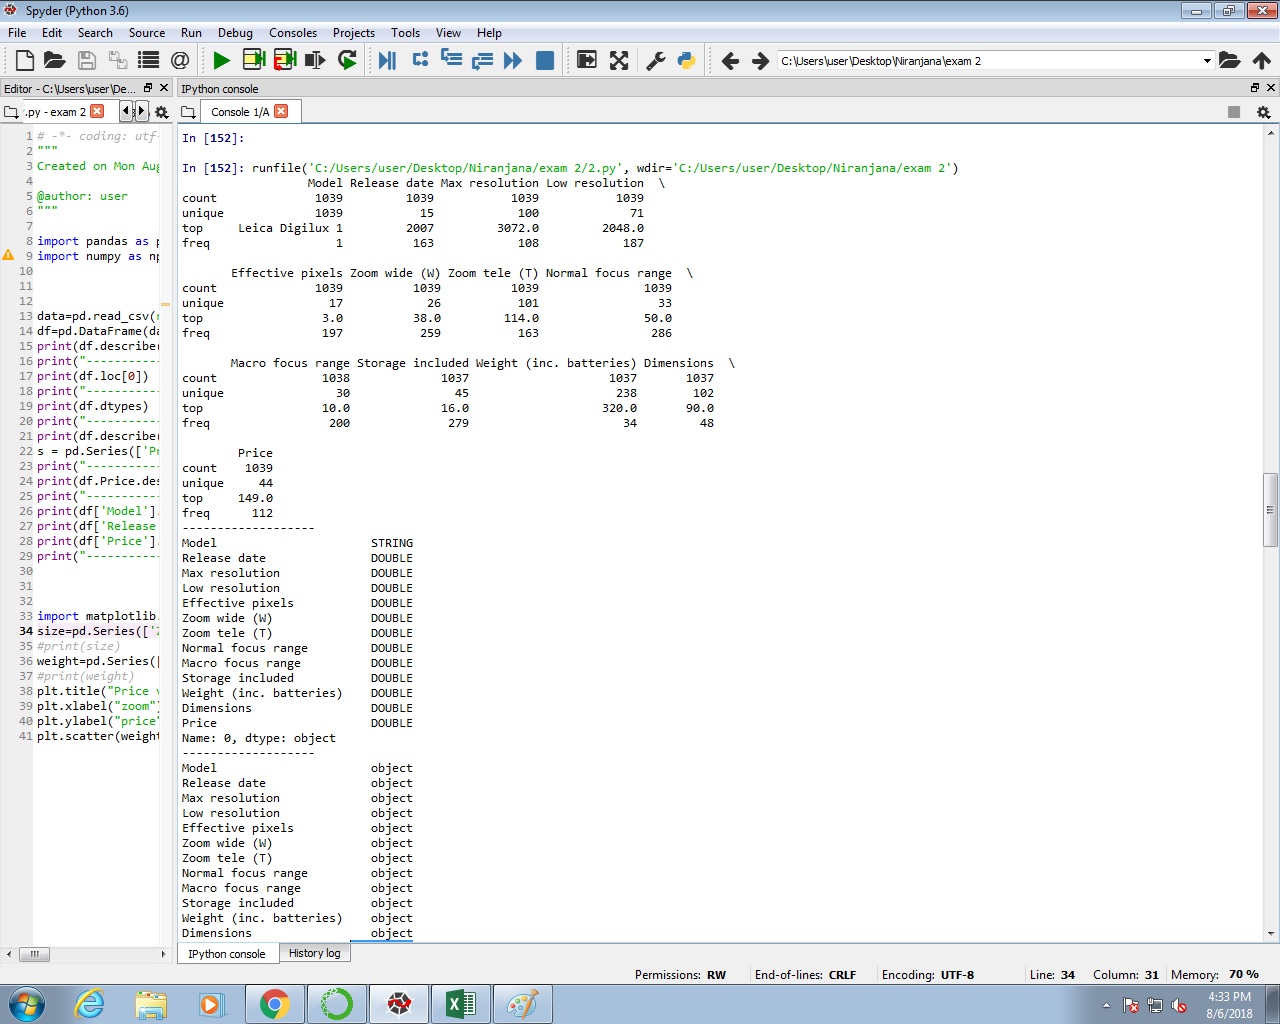 Spyder (Python 3.6)
File Edit Search Source Run Debug Consoles Projects Tools View Help
C:\Users\user\Desktop\Niranjana\exam 2
Editor - C:\Users\user\De...
IPython console
.py - exam 2
Console 1/A
1 # -*- coding: utf-
2 """
3 Created on Mon Aug
4
5 @author: user
6 """
7
8 import pandas as p
9 import numpy as np
10
11
12
13 data=pd.read_csv(r
14 df=pd.DataFrame(da
15 print(df.describe(
16 print("----------
17 print(df.loc[0])
18 print("----------
19 print(df.dtypes)
20 print("----------
21 print(df.describe(
22 s = pd.Series(['Pr
23 print("----------
24 print(df.Price.des
25 print("----------
26 print(df['Model'].
27 print(df['Release
28 print(df['Price'].
29 print("----------
30
31
32
33 import matplotlib.
34 size=pd.Series(['Z
35 #print(size)
36 weight=pd.Series([
37 #print(weight)
38 plt.title("Price v
39 plt.xlabel("zoom")
40 plt.ylabel("price"
41 plt.scatter(weight
In [152]:
In [152]: runfile('C:/Users/user/Desktop/Niranjana/exam 2/2.py', wdir='C:/Users/user/Desktop/Niranjana/exam 2')
Model Release date Max resolution Low resolution \
count 1039 1039 1039 1039
unique 1039 15 100 71
top Leica Digilux 1 2007 3072.0 2048.0
freq 1 163 108 187
Effective pixels Zoom wide (W) Zoom tele (T) Normal focus range \
count 1039 1039 1039 1039
unique 17 26 101 33
top 3.0 38.0 114.0 50.0
freq 197 259 163 286
Macro focus range Storage included Weight (inc. batteries) Dimensions \
count 1038 1037 1037 1037
unique 30 45 238 102
top 10.0 16.0 320.0 90.0
freq 200 279 34 48
Price
count 1039
unique 44
top 149.0
freq 112
-------------------
Model STRING
Release date DOUBLE
Max resolution DOUBLE
Low resolution DOUBLE
Effective pixels DOUBLE
Zoom wide (W) DOUBLE
Zoom tele (T) DOUBLE
Normal focus range DOUBLE
Macro focus range DOUBLE
Storage included DOUBLE
Weight (inc. batteries) DOUBLE
Dimensions DOUBLE
Price DOUBLE
Name: 0, dtype: object
-------------------
Model object
Release date object
Max resolution object
Low resolution object
Effective pixels object
Zoom wide (W) object
Zoom tele (T) object
Normal focus range object
Macro focus range object
Storage included object
Weight (inc. batteries) object
Dimensions object
IPython console History log
Permissions: RW End-of-lines: CRLF Encoding: UTF-8 Line: 34 Column: 31 Memory: 70 %
4:33 PM
8/6/2018